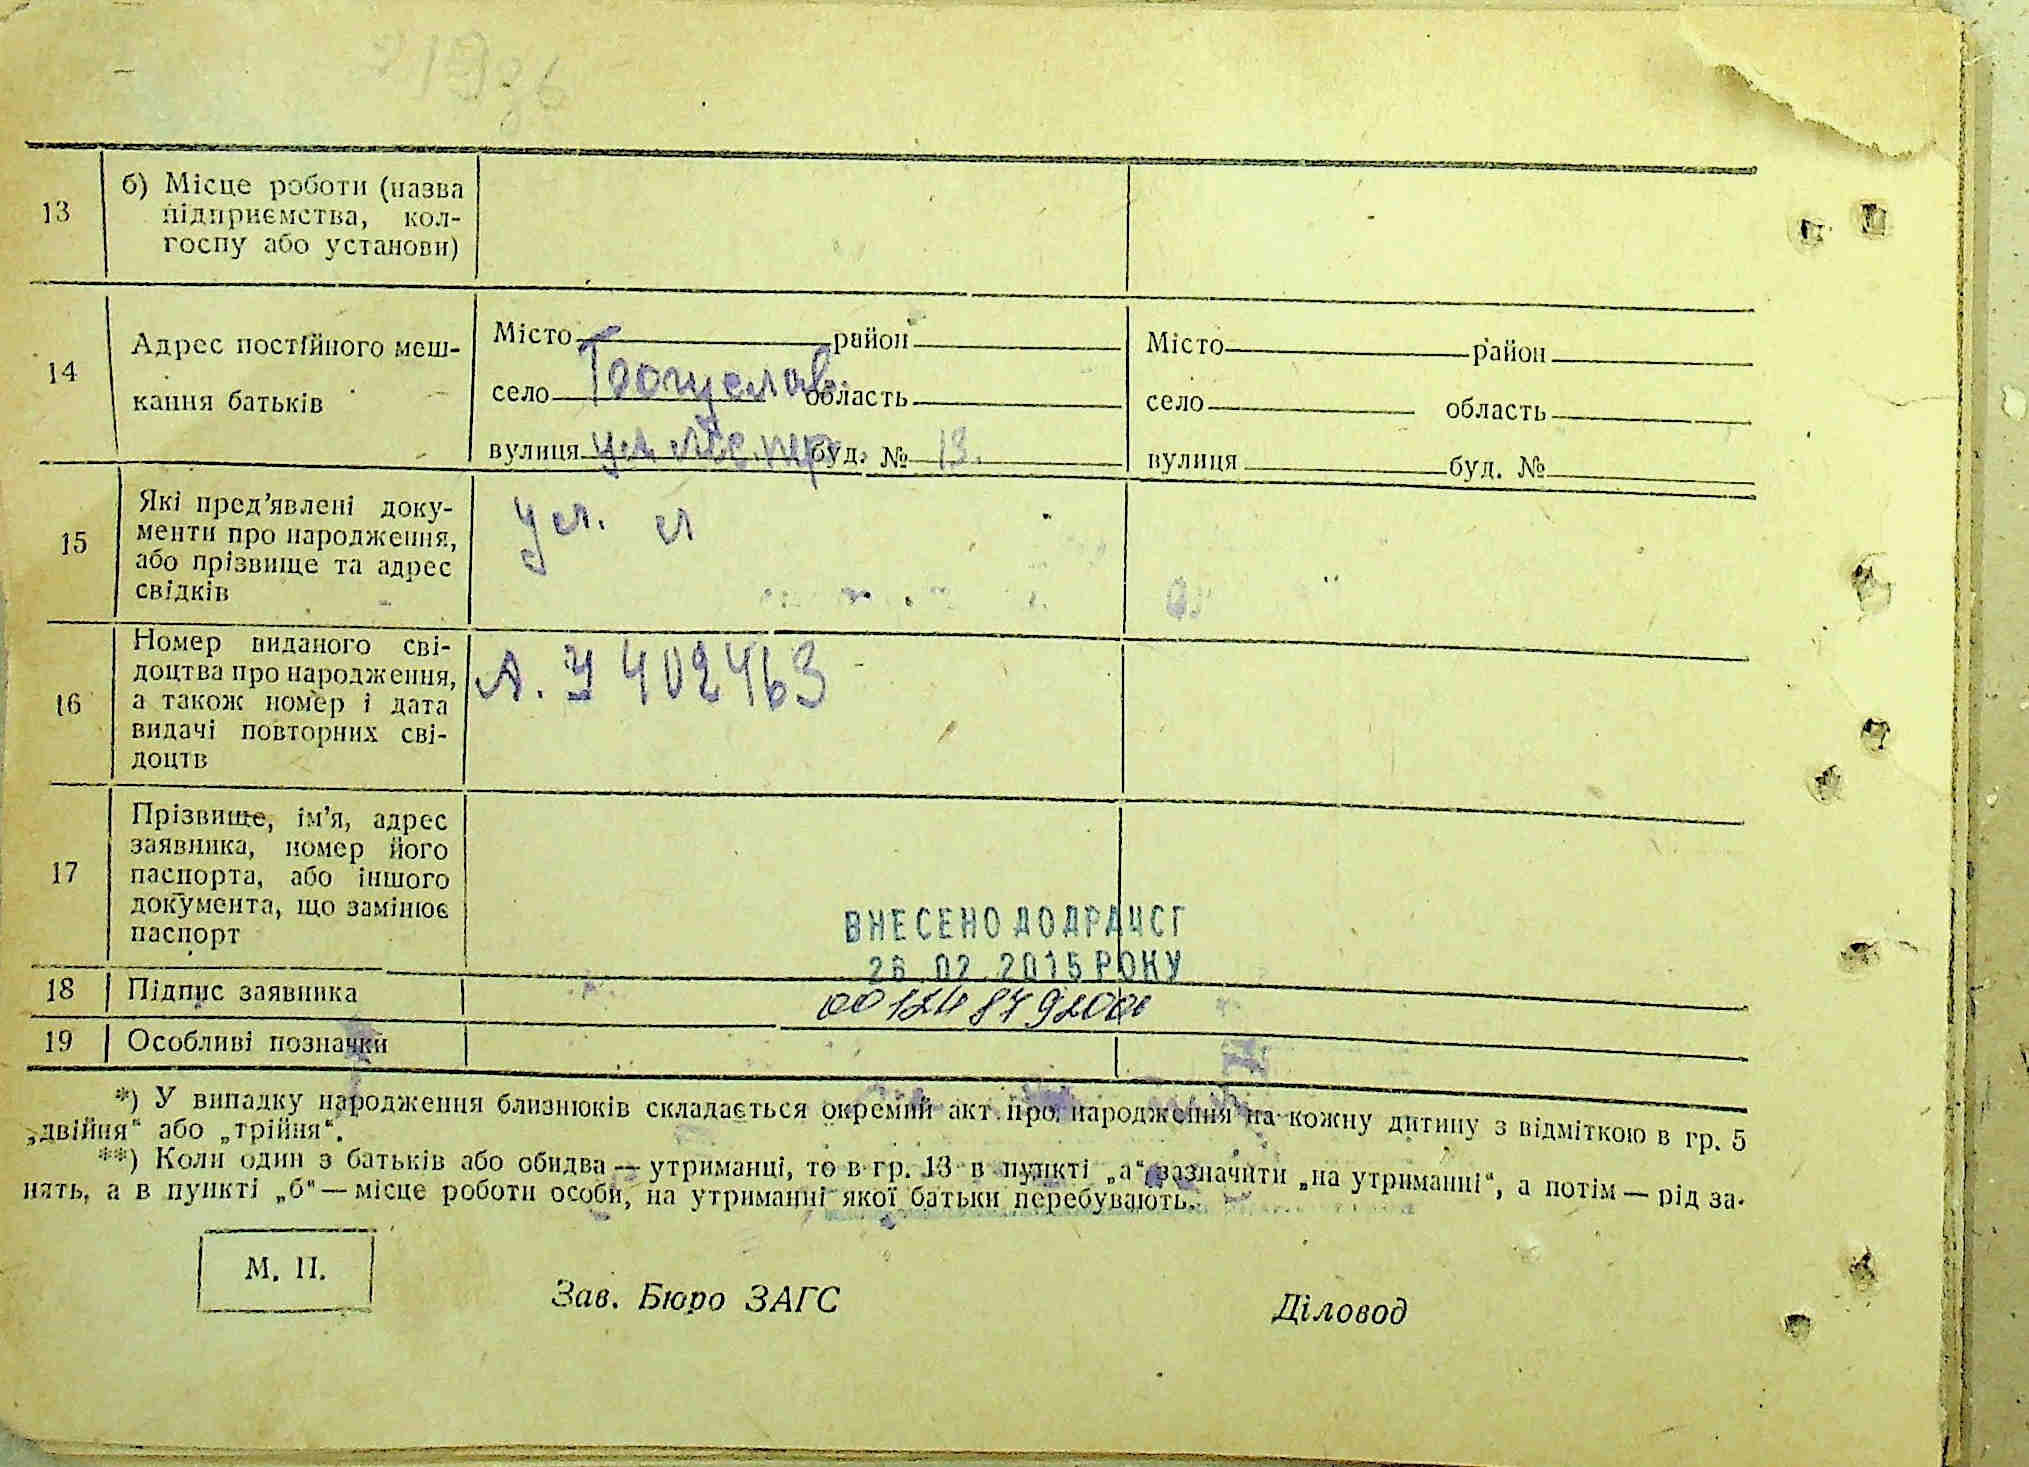 13
б) Місце роботи (назва
підприємства, кол-
госпу або установи)
14
Адрес постійного меш-
кання батьків
Місто район
село Богуслав область
вулиця буд. № 13.
Місто район
село область
вулиця буд. №
15
Які пред'явлені доку-
менти про народження,
або прізвище та адрес
свідків
16
Номер виданого сві-
доцтва про народження,
а також номер і дата
видачі повторних сві-
доцтв
402463
17
Прізвище, ім'я, адрес
заявника, номер його
паспорта, або іншого
документа, що замінює
паспорт
ВНЕСЕНО ДО ДРАЦСГ
26 02 2015 РОКУ
18
Підпис заявника
19
Особливі позначки
*) У випадку народження близнюків складається окремий акт про народження на кожну дитину з відміткою в гр. 5
„двійня“ або „трійня“.
**) Коли один з батьків або обидва — утриманці, то в гр. 13 в пункті „а“ зазначити „на утриманні“, а потім — рід за-
нять, а в пункті „б“ — місце роботи особи, на утриманні якої батьки перебувають.
М. П.
Зав. Бюро ЗАГС
Діловод